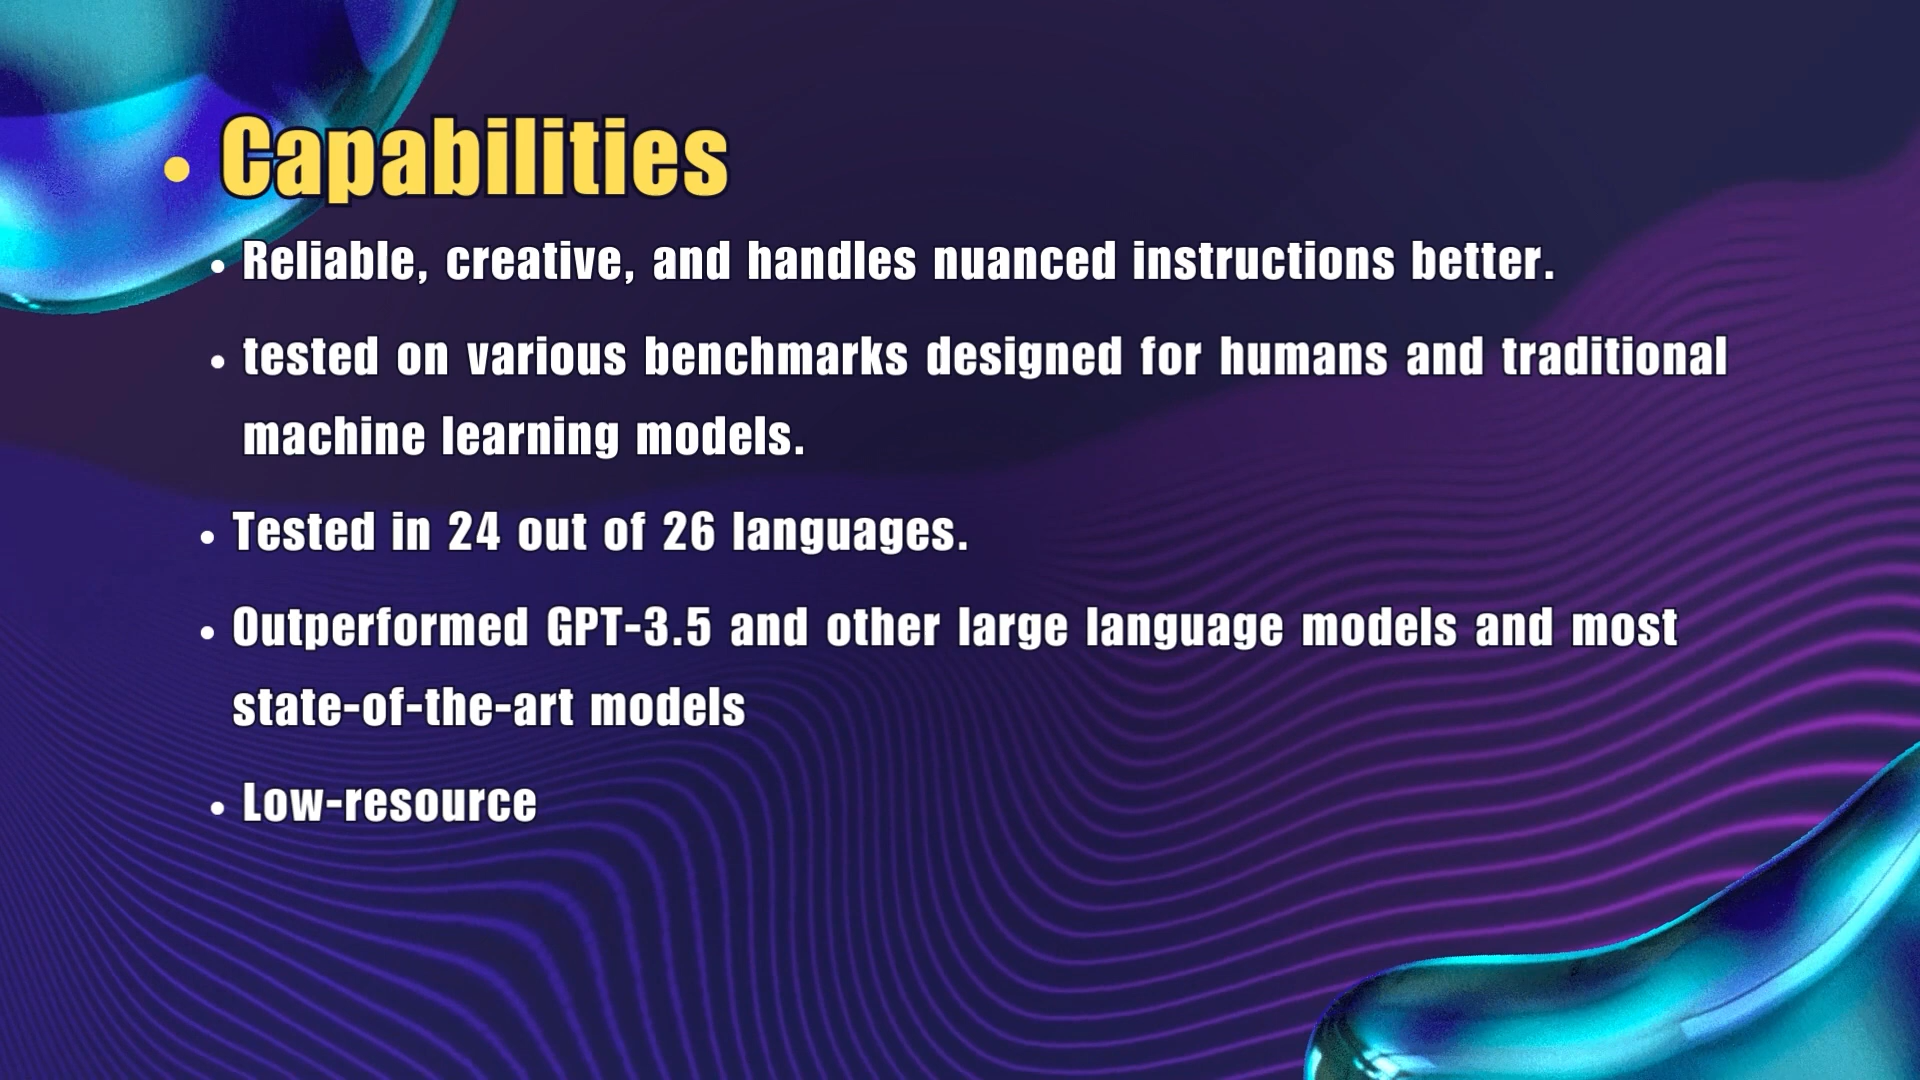 • Capabilities
• Reliable, creative, and handles nuanced instructions better.
• tested on various benchmarks designed for humans and traditional
machine learning models.
• Tested in 24 out of 26 languages.
• Outperformed GPT-3.5 and other large language models and most
state-of-the-art models
• Low-resource